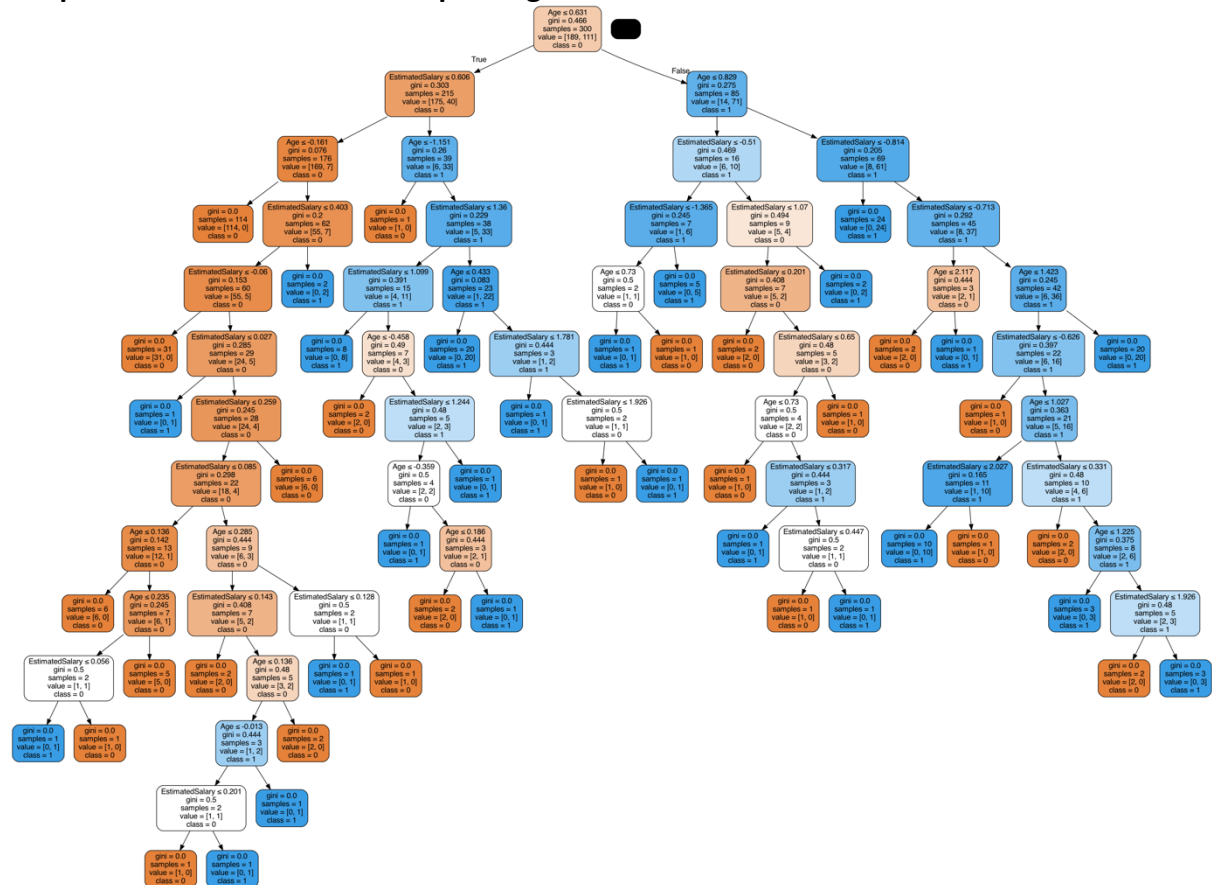 Age ≤ 0.631
gini = 0.466
samples = 300
value = [189, 111]
class = 0
True
False
EstimatedSalary ≤ 0.606
gini = 0.303
samples = 215
value = [175, 40]
class = 0
Age ≤ 0.829
gini = 0.275
samples = 85
value = [14, 71]
class = 1
Age ≤ -0.161
gini = 0.076
samples = 176
value = [169, 7]
class = 0
Age ≤ -1.151
gini = 0.26
samples = 39
value = [6, 33]
class = 1
EstimatedSalary ≤ -0.51
gini = 0.469
samples = 16
value = [6, 10]
class = 1
EstimatedSalary ≤ -0.814
gini = 0.205
samples = 69
value = [8, 61]
class = 1
gini = 0.0
samples = 114
value = [114, 0]
class = 0
EstimatedSalary ≤ 0.403
gini = 0.2
samples = 62
value = [55, 7]
class = 0
gini = 0.0
samples = 1
value = [1, 0]
class = 0
EstimatedSalary ≤ 1.36
gini = 0.229
samples = 38
value = [5, 33]
class = 1
EstimatedSalary ≤ -1.365
gini = 0.245
samples = 7
value = [1, 6]
class = 1
EstimatedSalary ≤ 1.07
gini = 0.494
samples = 9
value = [5, 4]
class = 0
gini = 0.0
samples = 24
value = [0, 24]
class = 1
EstimatedSalary ≤ -0.713
gini = 0.292
samples = 45
value = [8, 37]
class = 1
EstimatedSalary ≤ -0.06
gini = 0.153
samples = 60
value = [55, 5]
class = 0
gini = 0.0
samples = 2
value = [0, 2]
class = 1
EstimatedSalary ≤ 1.099
gini = 0.391
samples = 15
value = [4, 11]
class = 1
Age ≤ 0.433
gini = 0.083
samples = 23
value = [1, 22]
class = 1
Age ≤ 0.73
gini = 0.5
samples = 2
value = [1, 1]
class = 0
gini = 0.0
samples = 5
value = [0, 5]
class = 1
EstimatedSalary ≤ 0.201
gini = 0.408
samples = 7
value = [5, 2]
class = 0
gini = 0.0
samples = 2
value = [0, 2]
class = 1
Age ≤ 2.117
gini = 0.444
samples = 3
value = [2, 1]
class = 0
Age ≤ 1.423
gini = 0.245
samples = 42
value = [6, 36]
class = 1
gini = 0.0
samples = 31
value = [31, 0]
class = 0
EstimatedSalary ≤ 0.027
gini = 0.285
samples = 29
value = [24, 5]
class = 0
gini = 0.0
samples = 8
value = [0, 8]
class = 1
Age ≤ -0.458
gini = 0.49
samples = 7
value = [4, 3]
class = 0
gini = 0.0
samples = 20
value = [0, 20]
class = 1
EstimatedSalary ≤ 1.781
gini = 0.444
samples = 3
value = [1, 2]
class = 1
gini = 0.0
samples = 1
value = [0, 1]
class = 1
gini = 0.0
samples = 1
value = [1, 0]
class = 0
gini = 0.0
samples = 2
value = [2, 0]
class = 0
EstimatedSalary ≤ 0.65
gini = 0.48
samples = 5
value = [3, 2]
class = 0
gini = 0.0
samples = 2
value = [2, 0]
class = 0
gini = 0.0
samples = 1
value = [0, 1]
class = 1
EstimatedSalary ≤ -0.626
gini = 0.397
samples = 22
value = [6, 16]
class = 1
gini = 0.0
samples = 20
value = [0, 20]
class = 1
gini = 0.0
samples = 1
value = [0, 1]
class = 1
EstimatedSalary ≤ 0.259
gini = 0.245
samples = 28
value = [24, 4]
class = 0
gini = 0.0
samples = 2
value = [2, 0]
class = 0
EstimatedSalary ≤ 1.244
gini = 0.48
samples = 5
value = [2, 3]
class = 1
gini = 0.0
samples = 1
value = [0, 1]
class = 1
EstimatedSalary ≤ 1.926
gini = 0.5
samples = 2
value = [1, 1]
class = 0
Age ≤ 0.73
gini = 0.5
samples = 4
value = [2, 2]
class = 0
gini = 0.0
samples = 1
value = [1, 0]
class = 0
gini = 0.0
samples = 1
value = [1, 0]
class = 0
Age ≤ 1.027
gini = 0.363
samples = 21
value = [5, 16]
class = 1
EstimatedSalary ≤ 0.085
gini = 0.298
samples = 22
value = [18, 4]
class = 0
gini = 0.0
samples = 6
value = [6, 0]
class = 0
Age ≤ -0.359
gini = 0.5
samples = 4
value = [2, 2]
class = 0
gini = 0.0
samples = 1
value = [0, 1]
class = 1
gini = 0.0
samples = 1
value = [1, 0]
class = 0
gini = 0.0
samples = 1
value = [0, 1]
class = 1
gini = 0.0
samples = 1
value = [1, 0]
class = 0
EstimatedSalary ≤ 0.317
gini = 0.444
samples = 3
value = [1, 2]
class = 1
EstimatedSalary ≤ 2.027
gini = 0.165
samples = 11
value = [1, 10]
class = 1
EstimatedSalary ≤ 0.331
gini = 0.48
samples = 10
value = [4, 6]
class = 1
Age ≤ 0.136
gini = 0.142
samples = 13
value = [12, 1]
class = 0
Age ≤ 0.285
gini = 0.444
samples = 9
value = [6, 3]
class = 0
gini = 0.0
samples = 1
value = [0, 1]
class = 1
Age ≤ 0.186
gini = 0.444
samples = 3
value = [2, 1]
class = 0
gini = 0.0
samples = 1
value = [0, 1]
class = 1
EstimatedSalary ≤ 0.447
gini = 0.5
samples = 2
value = [1, 1]
class = 0
gini = 0.0
samples = 10
value = [0, 10]
class = 1
gini = 0.0
samples = 1
value = [1, 0]
class = 0
gini = 0.0
samples = 2
value = [2, 0]
class = 0
Age ≤ 1.225
gini = 0.375
samples = 8
value = [2, 6]
class = 1
gini = 0.0
samples = 6
value = [6, 0]
class = 0
Age ≤ 0.235
gini = 0.245
samples = 7
value = [6, 1]
class = 0
EstimatedSalary ≤ 0.143
gini = 0.408
samples = 7
value = [5, 2]
class = 0
EstimatedSalary ≤ 0.128
gini = 0.5
samples = 2
value = [1, 1]
class = 0
gini = 0.0
samples = 2
value = [2, 0]
class = 0
gini = 0.0
samples = 1
value = [0, 1]
class = 1
gini = 0.0
samples = 1
value = [1, 0]
class = 0
gini = 0.0
samples = 1
value = [0, 1]
class = 1
gini = 0.0
samples = 3
value = [0, 3]
class = 1
EstimatedSalary ≤ 1.926
gini = 0.48
samples = 5
value = [2, 3]
class = 1
EstimatedSalary ≤ 0.056
gini = 0.5
samples = 2
value = [1, 1]
class = 0
gini = 0.0
samples = 5
value = [5, 0]
class = 0
gini = 0.0
samples = 2
value = [2, 0]
class = 0
Age ≤ 0.136
gini = 0.48
samples = 5
value = [3, 2]
class = 0
gini = 0.0
samples = 1
value = [0, 1]
class = 1
gini = 0.0
samples = 1
value = [1, 0]
class = 0
gini = 0.0
samples = 2
value = [2, 0]
class = 0
gini = 0.0
samples = 3
value = [0, 3]
class = 1
gini = 0.0
samples = 1
value = [0, 1]
class = 1
gini = 0.0
samples = 1
value = [1, 0]
class = 0
Age ≤ -0.013
gini = 0.444
samples = 3
value = [1, 2]
class = 1
gini = 0.0
samples = 2
value = [2, 0]
class = 0
EstimatedSalary ≤ 0.201
gini = 0.5
samples = 2
value = [1, 1]
class = 0
gini = 0.0
samples = 1
value = [0, 1]
class = 1
gini = 0.0
samples = 1
value = [1, 0]
class = 0
gini = 0.0
samples = 1
value = [0, 1]
class = 1